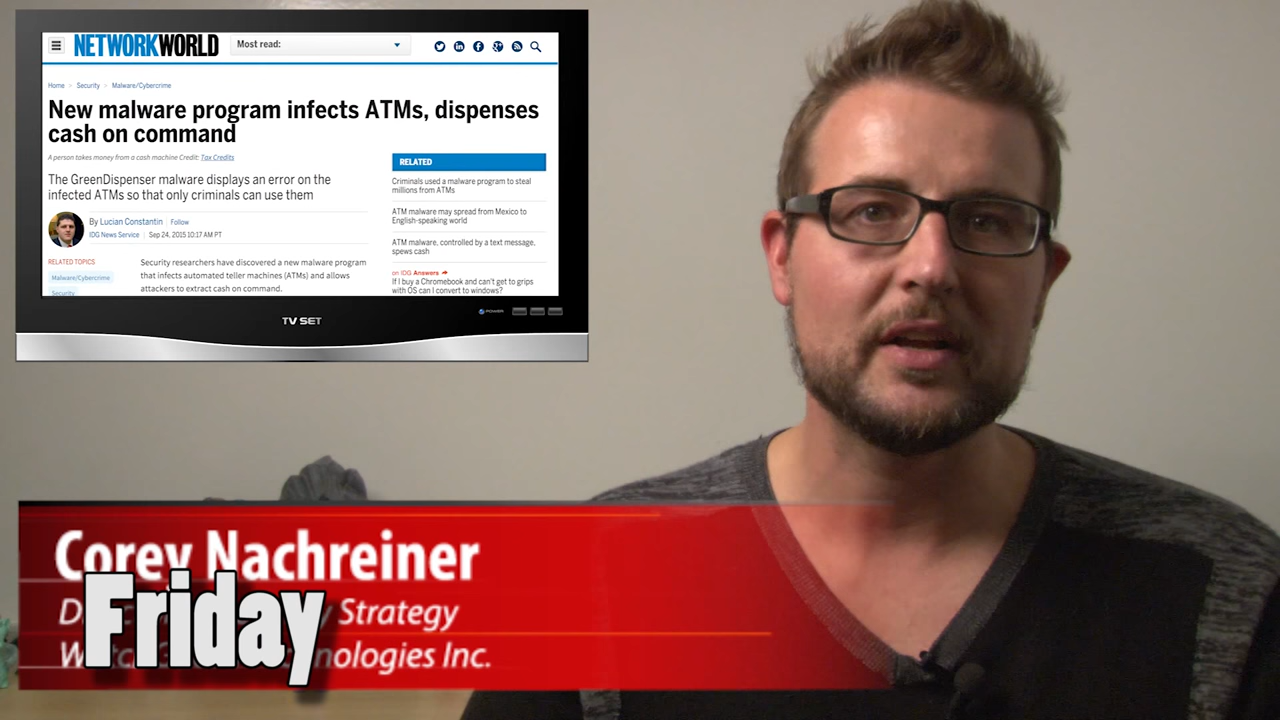 NETWORKWORLD
Most read:
Home > Security > Malware/Cybercrime
New malware program infects ATMs, dispenses
cash on command
A person takes money from a cash machine Credit: Tax Credits
The GreenDispenser malware displays an error on the
infected ATMs so that only criminals can use them
By Lucian Constantin Follow
IDG News Service Sep 24, 2015 10:17 AM PT
RELATED TOPICS
Malware/Cybercrime
Security
Security researchers have discovered a new malware program
that infects automated teller machines (ATMs) and allows
attackers to extract cash on command.
RELATED
Criminals used a malware program to steal
millions from ATMs
ATM malware may spread from Mexico to
English-speaking world
ATM malware, controlled by a text message,
spews cash
on IDG Answers
If I buy a Chromebook and can't get to grips
with OS can I convert to windows?
TV SET
POWER
Corey Nachreiner
Strategy
Inc.
Friday